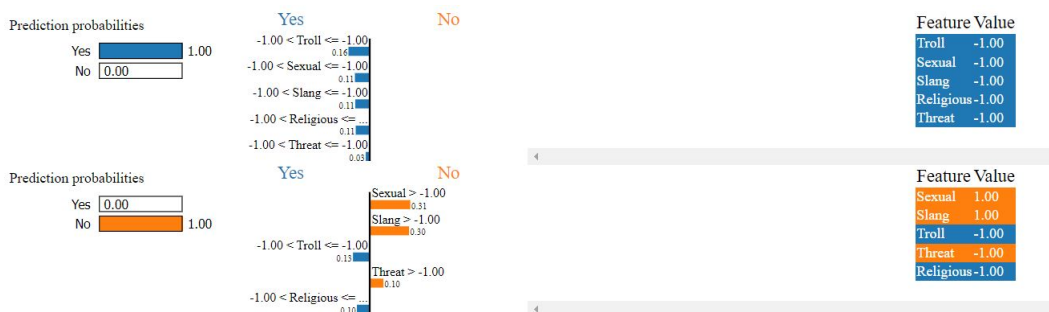 Prediction probabilities
Yes 1.00
No 0.00
Yes No
-1.00 < Troll <= -1.00
0.16
-1.00 < Sexual <= -1.00
0.11
-1.00 < Slang <= -1.00
0.11
-1.00 < Religious <= ...
0.11
-1.00 < Threat <= -1.00
0.03
Feature Value
Troll -1.00
Sexual -1.00
Slang -1.00
Religious -1.00
Threat -1.00
Prediction probabilities
Yes 0.00
No 1.00
Yes No
Sexual > -1.00
0.31
Slang > -1.00
0.30
-1.00 < Troll <= -1.00
0.13
Threat > -1.00
0.10
-1.00 < Religious <= ...
0.10
Feature Value
Sexual 1.00
Slang 1.00
Troll -1.00
Threat -1.00
Religious -1.00